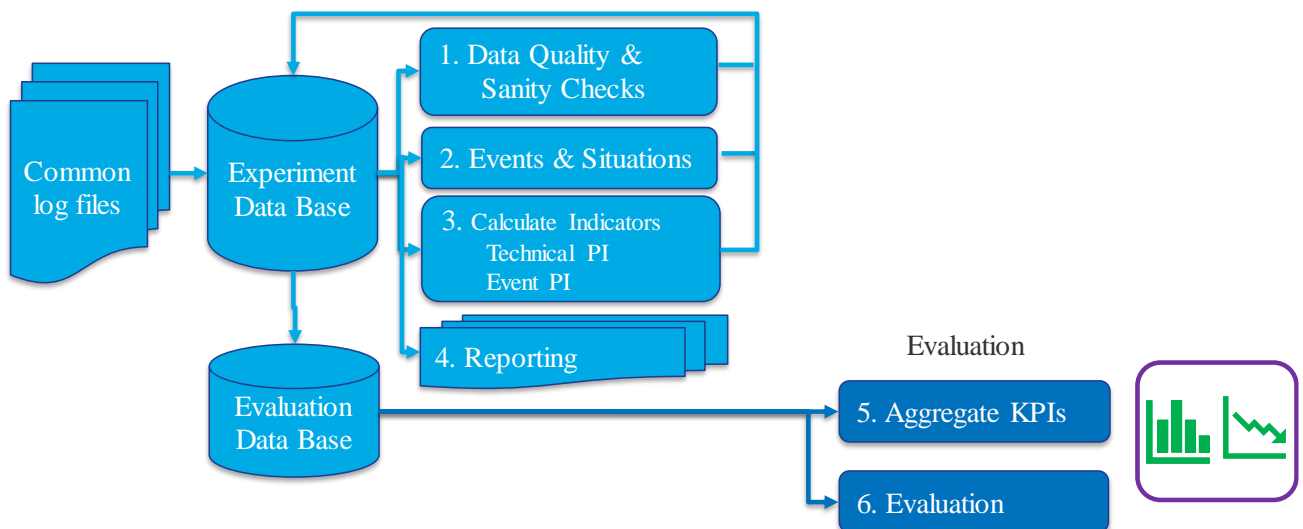 Common
log files
Experiment
Data Base
1. Data Quality &
Sanity Checks
2. Events & Situations
3. Calculate Indicators
Technical PI
Event PI
4. Reporting
Evaluation
Data Base
Evaluation
5. Aggregate KPIs
6. Evaluation